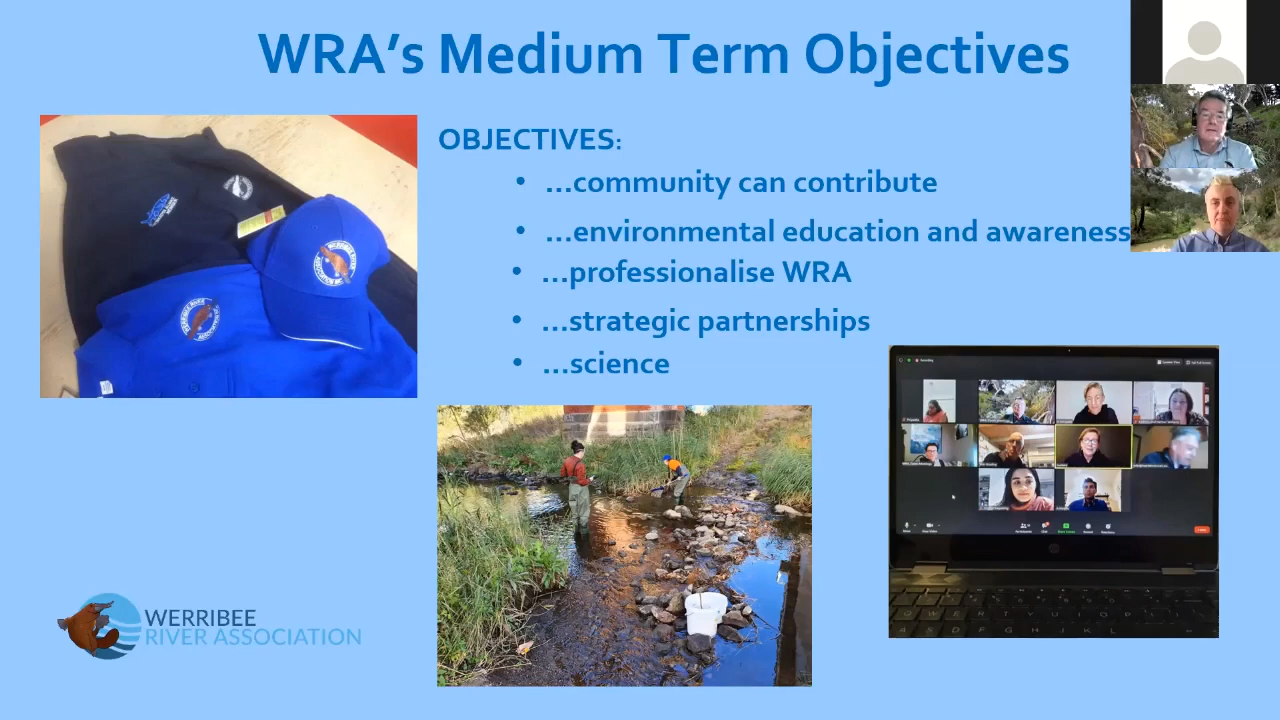 WRA’s Medium Term Objectives
OBJECTIVES:
• …community can contribute
• …environmental education and awareness
• …professionalise WRA
• …strategic partnerships
• …science
WERRIBEE
RIVER ASSOCIATION